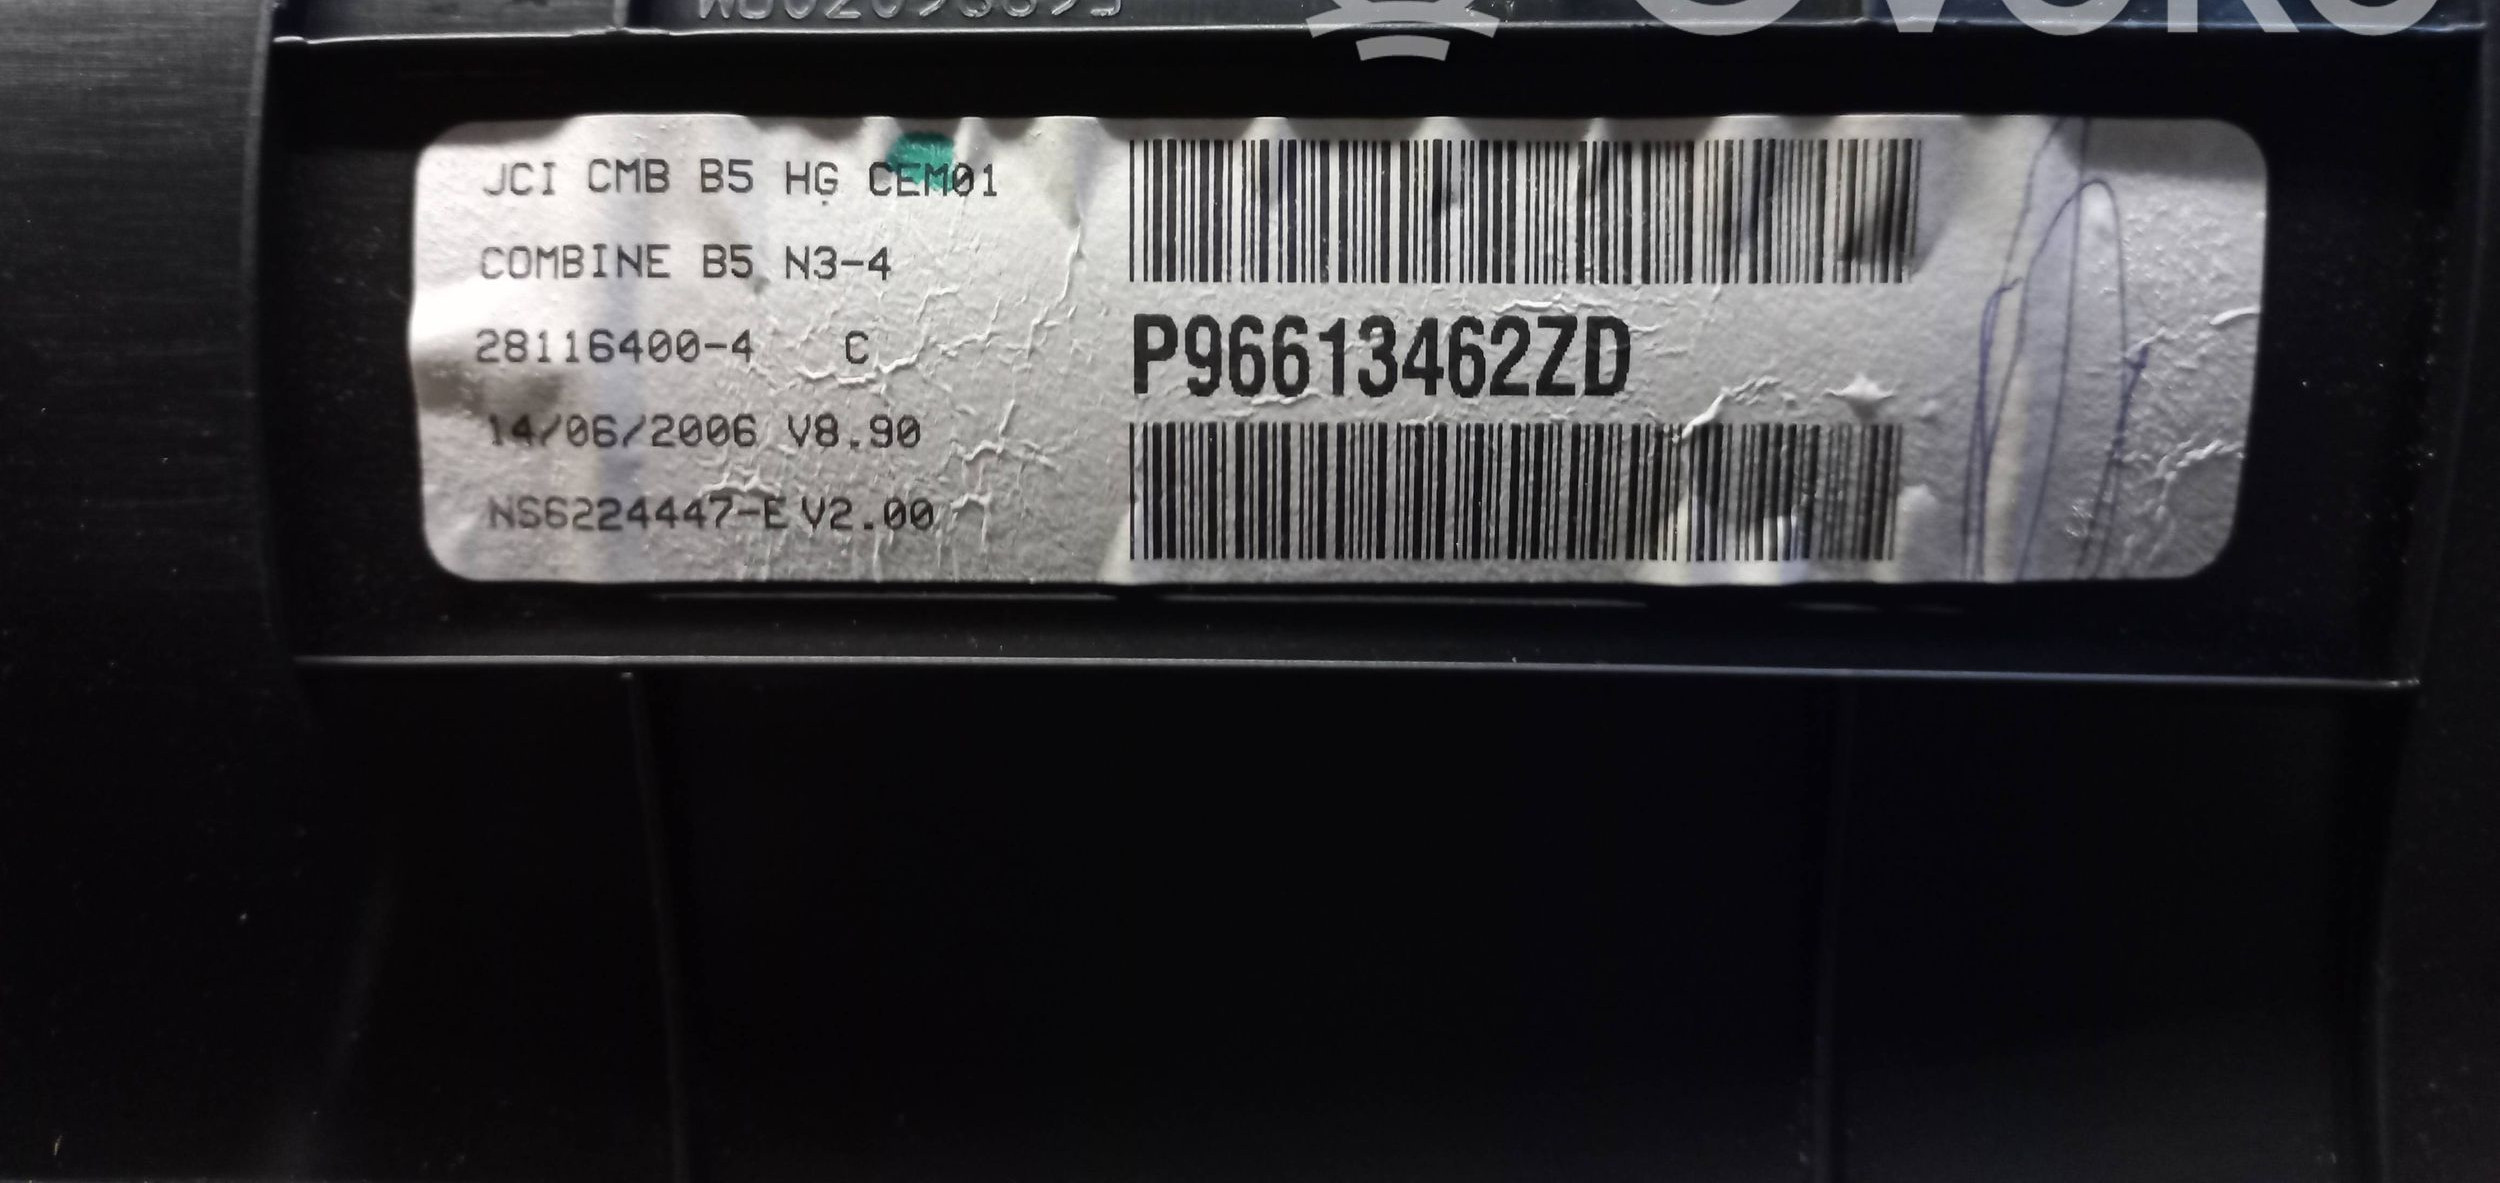 JCI CMB B5 HG CEM01
COMBINE B5 N3-4
28116400-4 C
14/06/2006 V8.90
NS6224447-E V2.00
P96613462ZD